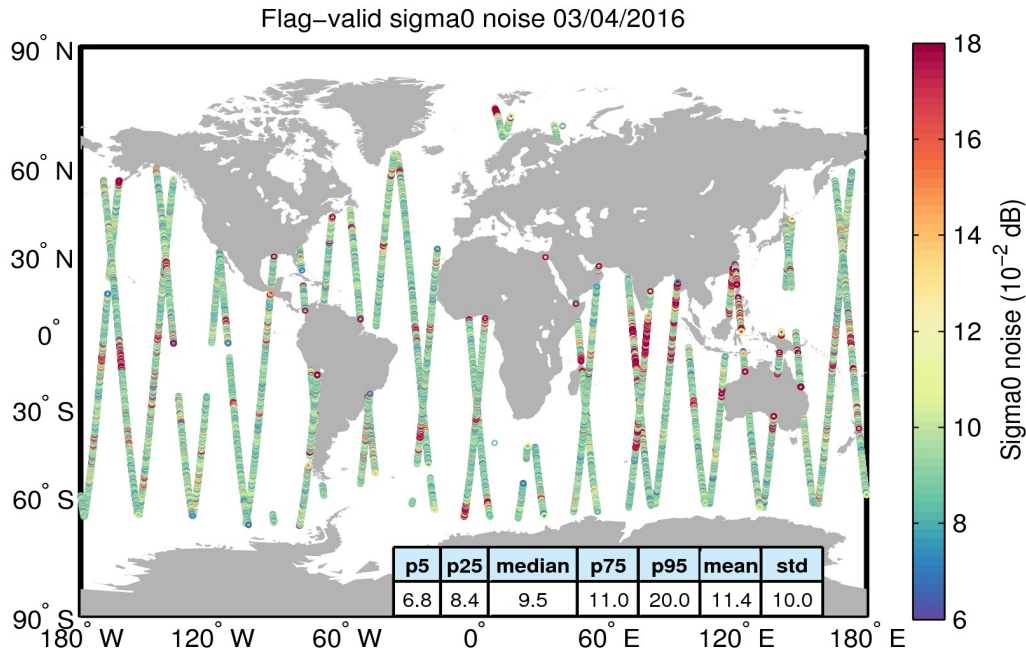 Flag−valid sigma0 noise 03/04/2016
90° N
60° N
30° N
0°
30° S
60° S
90° S
180° W
120° W
60° W
0°
60° E
120° E
180° E
p5 p25 median p75 p95 mean std
6.8 8.4 9.5 11.0 20.0 11.4 10.0
18
16
14
12
10
8
6
Sigma0 noise (10⁻² dB)